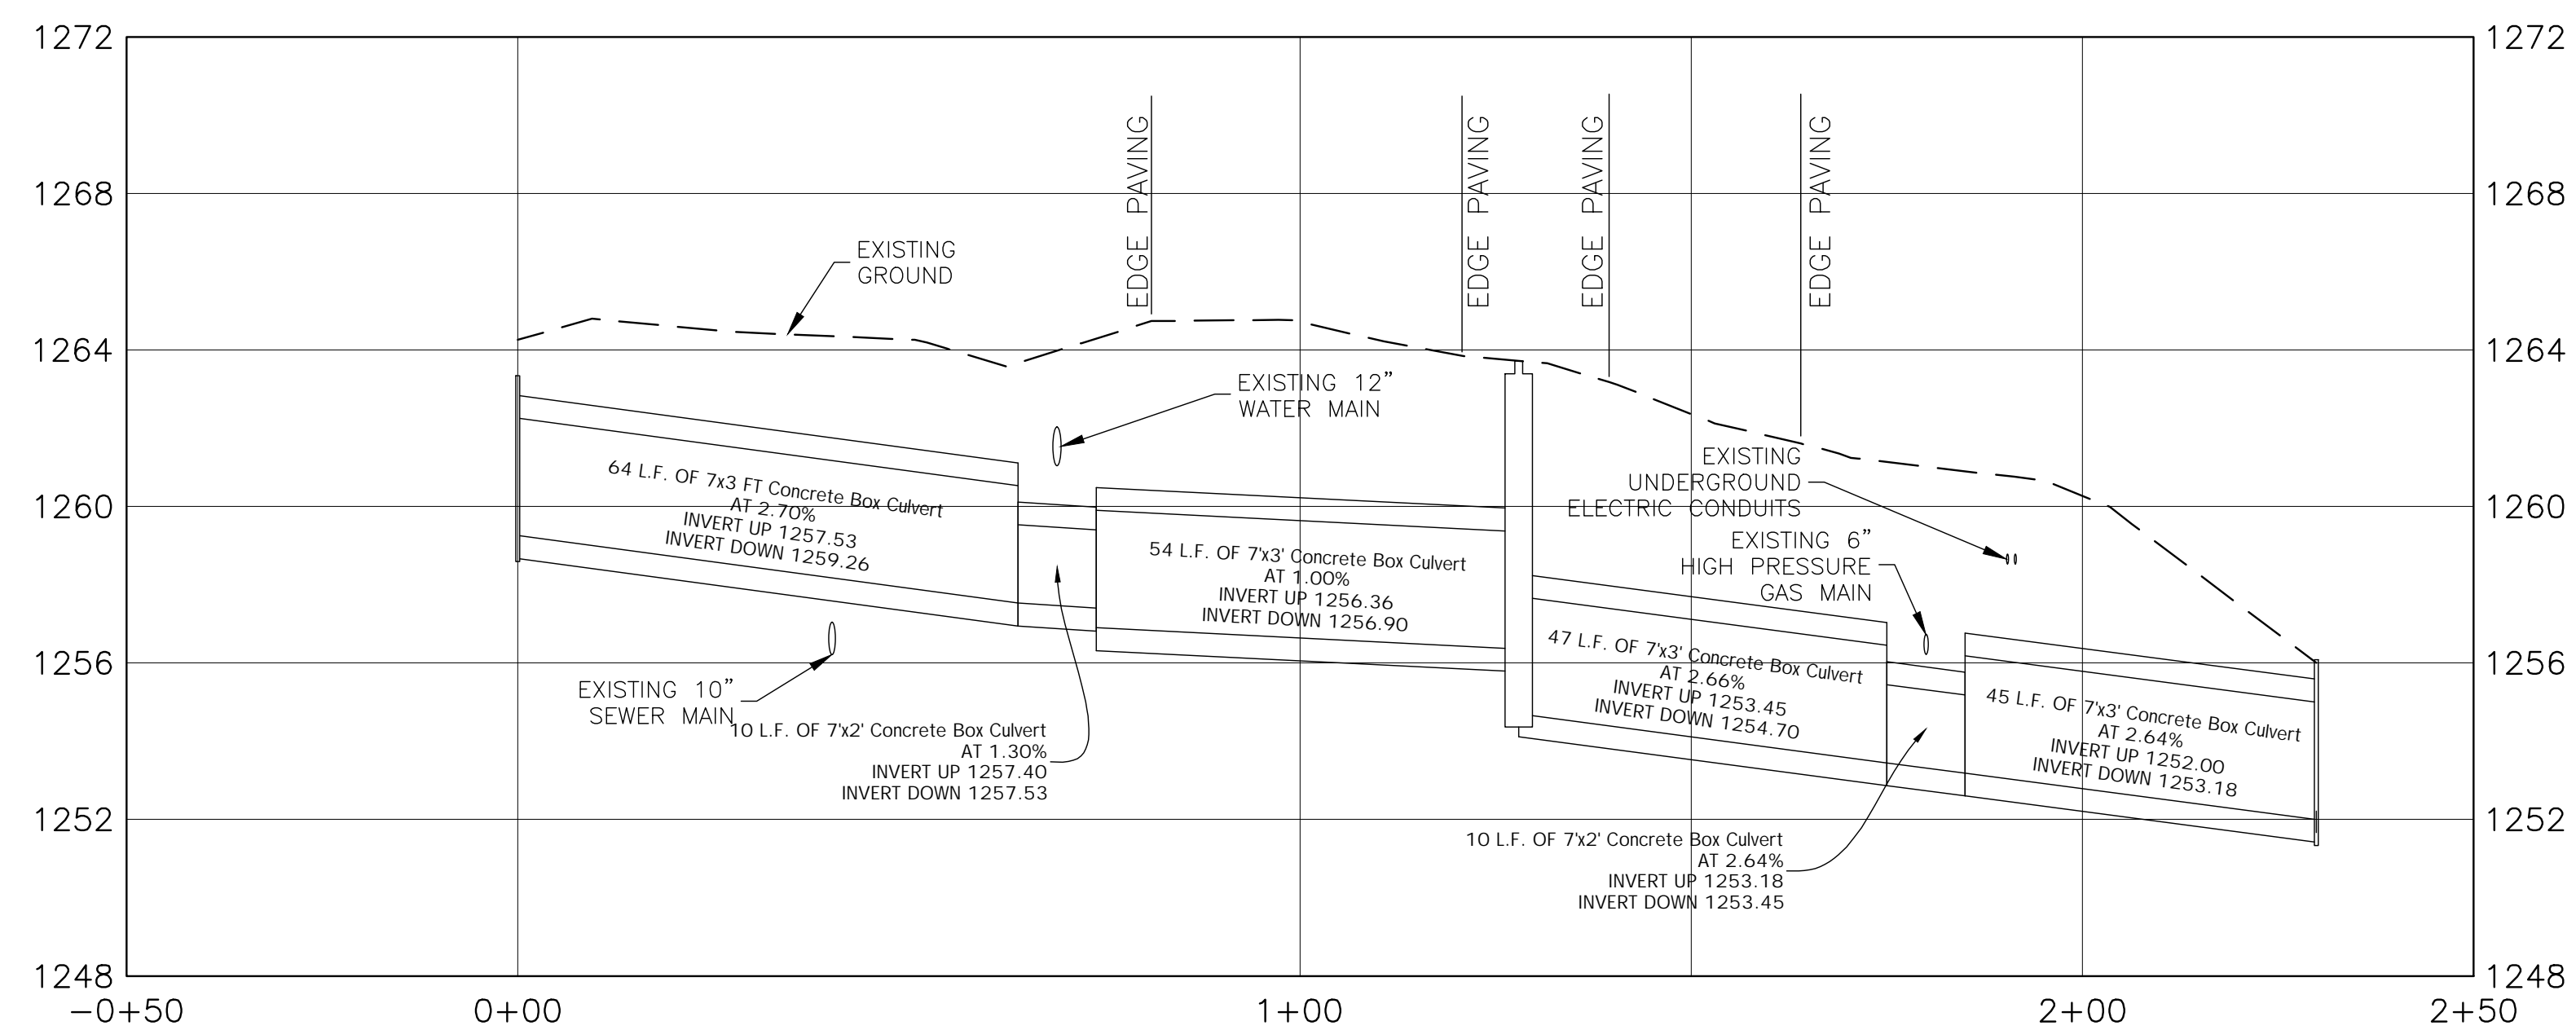 1272
1272
1268
1268
1264
1264
1260
1260
1256
1256
1252
1252
1248
1248
-0+50
0+00
1+00
2+00
2+50
EDGE PAVING
EDGE PAVING
EDGE PAVING
EDGE PAVING
EXISTING
GROUND
EXISTING 12"
WATER MAIN
64 L.F. OF 7x3 FT Concrete Box Culvert
AT 2.70%
INVERT UP 1257.53
INVERT DOWN 1259.26
EXISTING 10"
SEWER MAIN
10 L.F. OF 7'x2' Concrete Box Culvert
AT 1.30%
INVERT UP 1257.40
INVERT DOWN 1257.53
54 L.F. OF 7'x3' Concrete Box Culvert
AT 1.00%
INVERT UP 1256.36
INVERT DOWN 1256.90
EXISTING
UNDERGROUND
ELECTRIC CONDUITS
EXISTING 6"
HIGH PRESSURE
GAS MAIN
47 L.F. OF 7'x3' Concrete Box Culvert
AT 2.66%
INVERT UP 1253.45
INVERT DOWN 1254.70
10 L.F. OF 7'x2' Concrete Box Culvert
AT 2.64%
INVERT UP 1253.18
INVERT DOWN 1253.45
45 L.F. OF 7'x3' Concrete Box Culvert
AT 2.64%
INVERT UP 1252.00
INVERT DOWN 1253.18